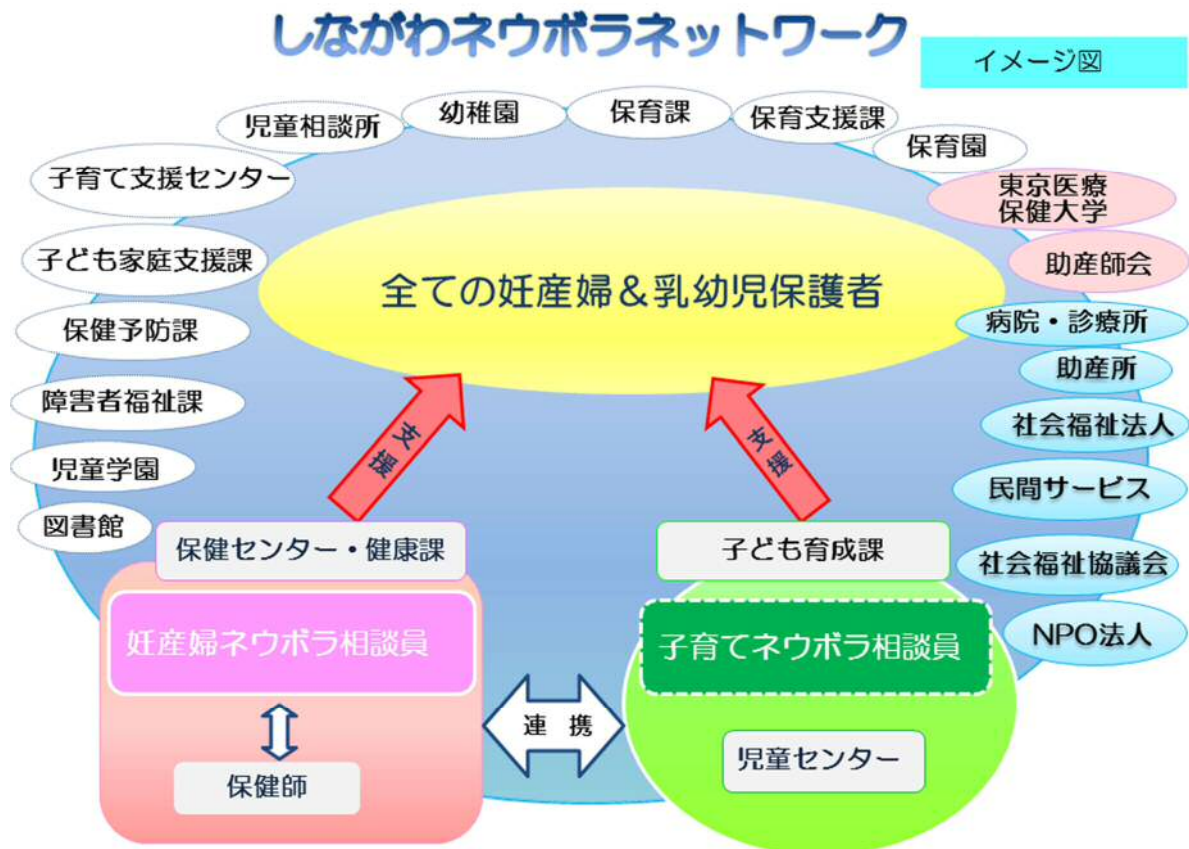 しながわネウボラネットワーク
イメージ図
幼稚園
保育課
保育支援課
児童相談所
保育園
子育て支援センター
東京医療
保健大学
子ども家庭支援課
助産師会
全ての妊産婦&乳幼児保護者
保健予防課
病院・診療所
助産所
障害者福祉課
社会福祉法人
支援
支援
児童学園
民間サービス
図書館
保健センター・健康課
子ども育成課
社会福祉協議会
妊産婦ネウボラ相談員
子育てネウボラ相談員
NPO法人
連 携
保健師
児童センター